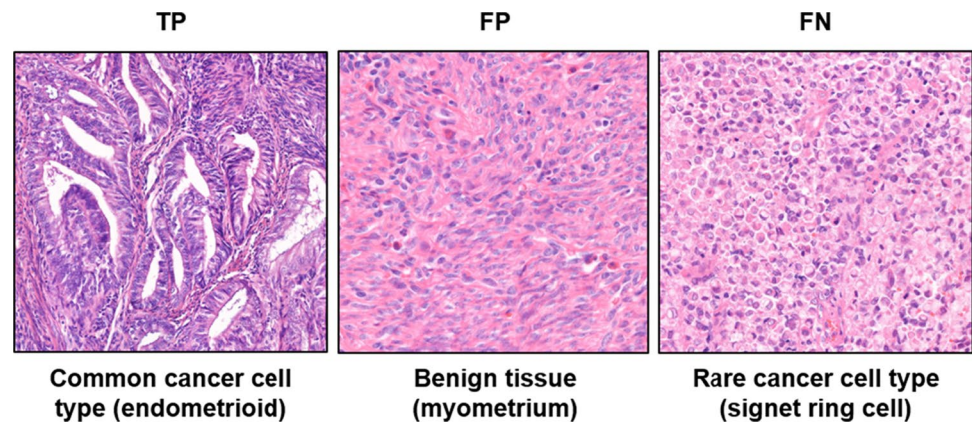 TP
FP
FN
Common cancer cell
type (endometrioid)
Benign tissue
(myometrium)
Rare cancer cell type
(signet ring cell)